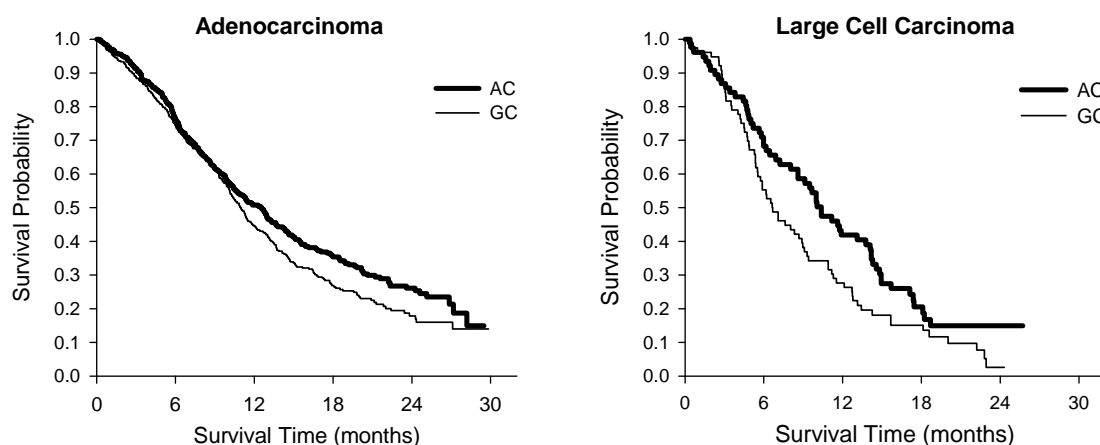 Adenocarcinoma
1.0
0.9
0.8
0.7
0.6
0.5
0.4
0.3
0.2
0.1
0.0
Survival Probability
AC
GC
0 6 12 18 24 30
Survival Time (months)
Large Cell Carcinoma
1.0
0.9
0.8
0.7
0.6
0.5
0.4
0.3
0.2
0.1
0.0
Survival Probability
AC
GC
0 6 12 18 24 30
Survival Time (months)